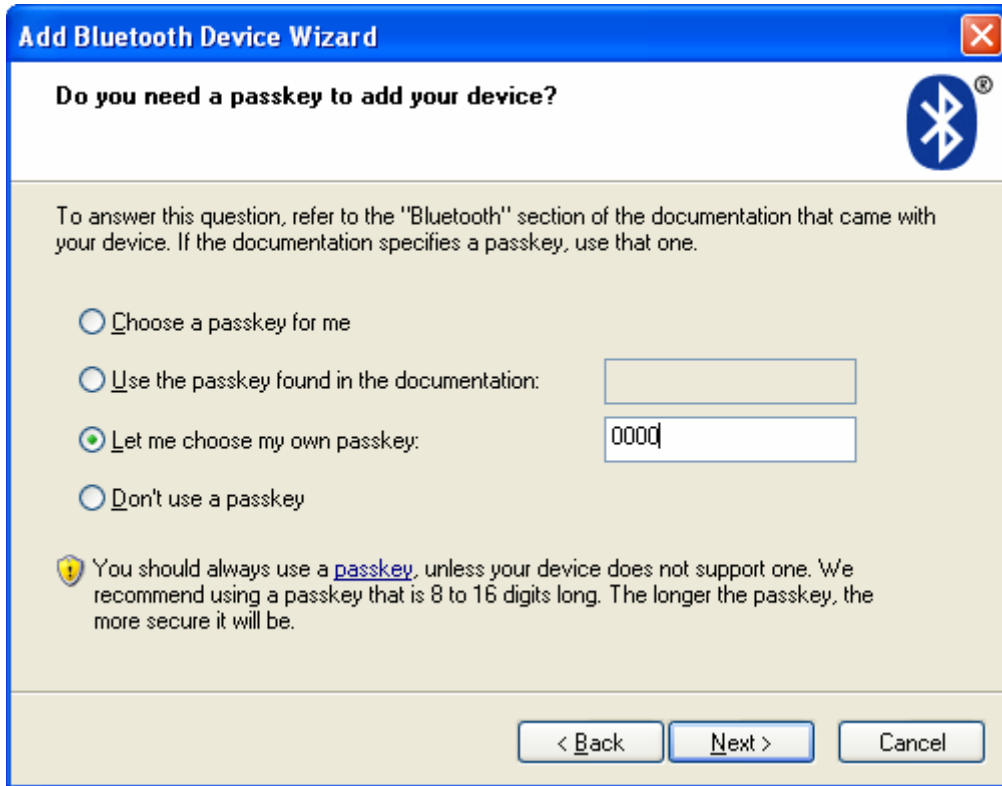 Add Bluetooth Device Wizard
Do you need a passkey to add your device?
®
To answer this question, refer to the "Bluetooth" section of the documentation that came with
your device. If the documentation specifies a passkey, use that one.
Choose a passkey for me
Use the passkey found in the documentation:
Let me choose my own passkey: 0000
Don't use a passkey
You should always use a passkey, unless your device does not support one. We
recommend using a passkey that is 8 to 16 digits long. The longer the passkey, the
more secure it will be.
< Back Next > Cancel